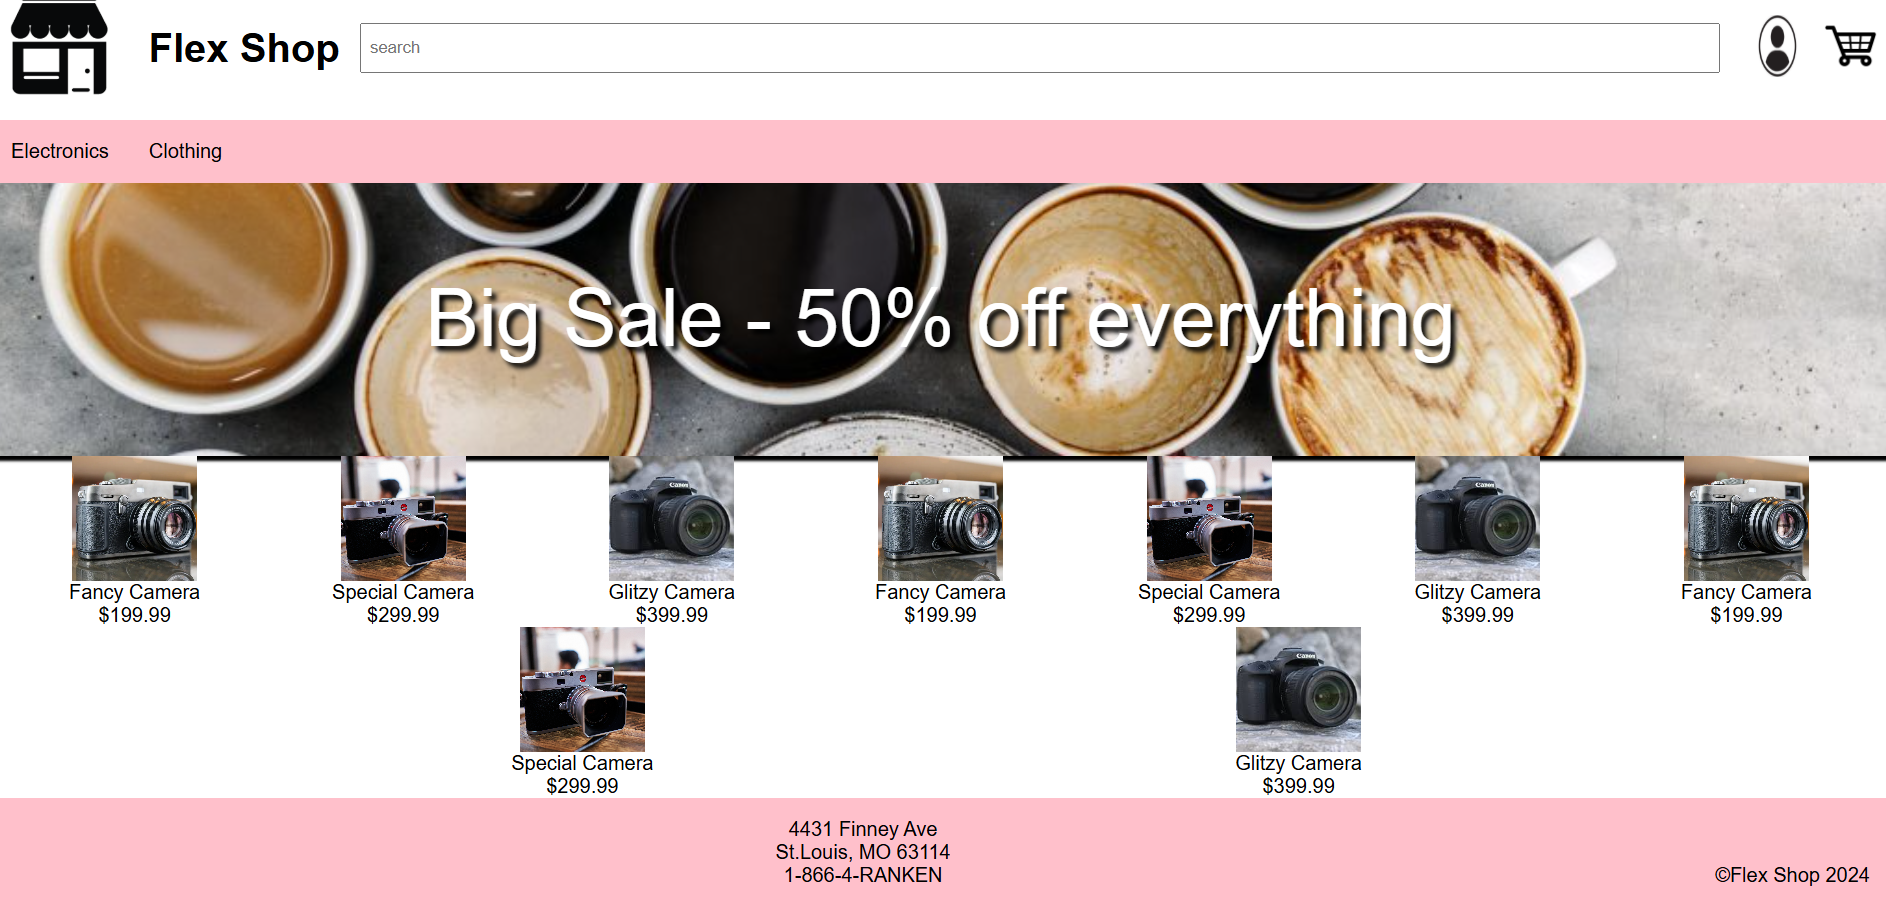 Flex Shop
search
Electronics
Clothing
Big Sale - 50% off everything
Canon
Canon
Fancy Camera
$199.99
Special Camera
$299.99
Glitzy Camera
$399.99
Fancy Camera
$199.99
Special Camera
$299.99
Glitzy Camera
$399.99
Fancy Camera
$199.99
Canon
Special Camera
$299.99
Glitzy Camera
$399.99
4431 Finney Ave
St.Louis, MO 63114
1-866-4-RANKEN
©Flex Shop 2024